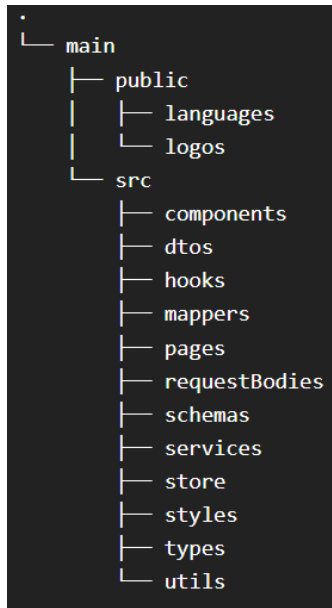 .
└── main
    ├── public
    │   ├── languages
    │   └── logos
    └── src
        ├── components
        ├── dtos
        ├── hooks
        ├── mappers
        ├── pages
        ├── requestBodies
        ├── schemas
        ├── services
        ├── store
        ├── styles
        ├── types
        └── utils